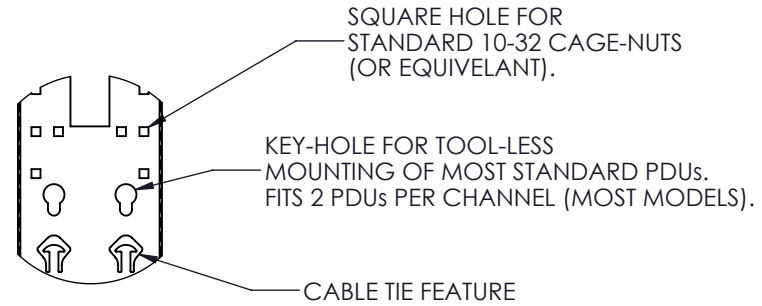 SQUARE HOLE FOR
STANDARD 10-32 CAGE-NUTS
(OR EQUIVELANT).
KEY-HOLE FOR TOOL-LESS
MOUNTING OF MOST STANDARD PDUs.
FITS 2 PDUs PER CHANNEL (MOST MODELS).
CABLE TIE FEATURE